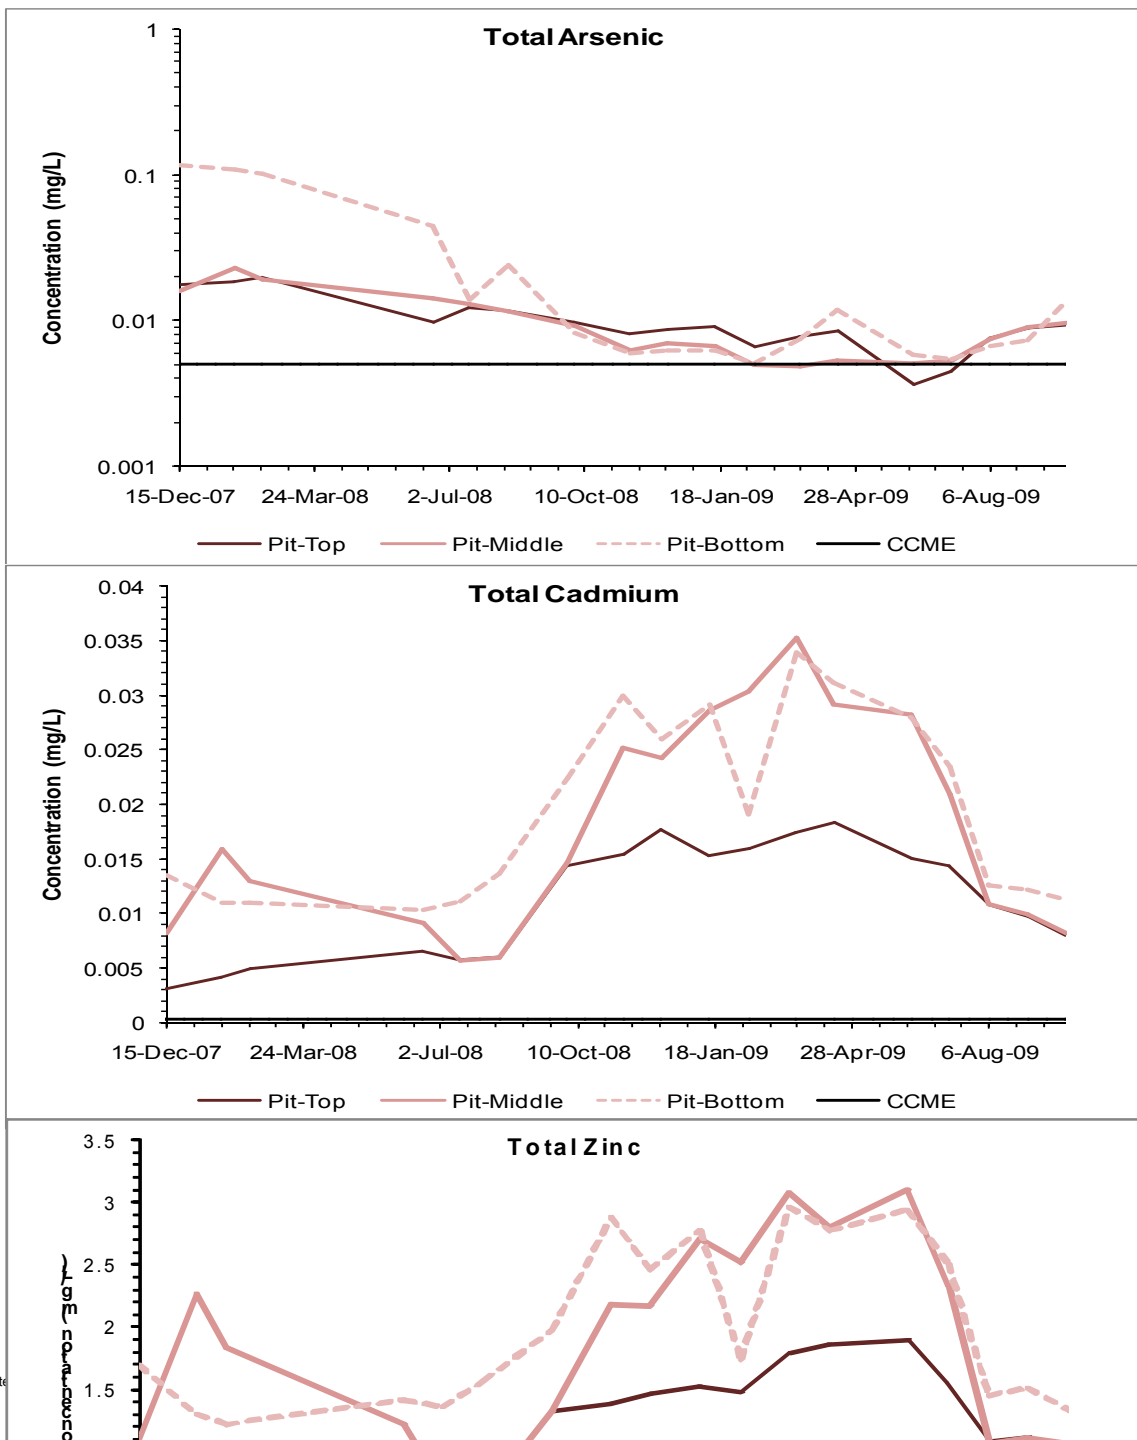 Total Arsenic
Concentration (mg/L)
1
0.1
0.01
0.001
15-Dec-07 24-Mar-08 2-Jul-08 10-Oct-08 18-Jan-09 28-Apr-09 6-Aug-09
Pit-Top Pit-Middle Pit-Bottom CCME
Total Cadmium
Concentration (mg/L)
0.04
0.035
0.03
0.025
0.02
0.015
0.01
0.005
0
15-Dec-07 24-Mar-08 2-Jul-08 10-Oct-08 18-Jan-09 28-Apr-09 6-Aug-09
Pit-Top Pit-Middle Pit-Bottom CCME
Total Zinc
3.5
3
2.5
2
1.5